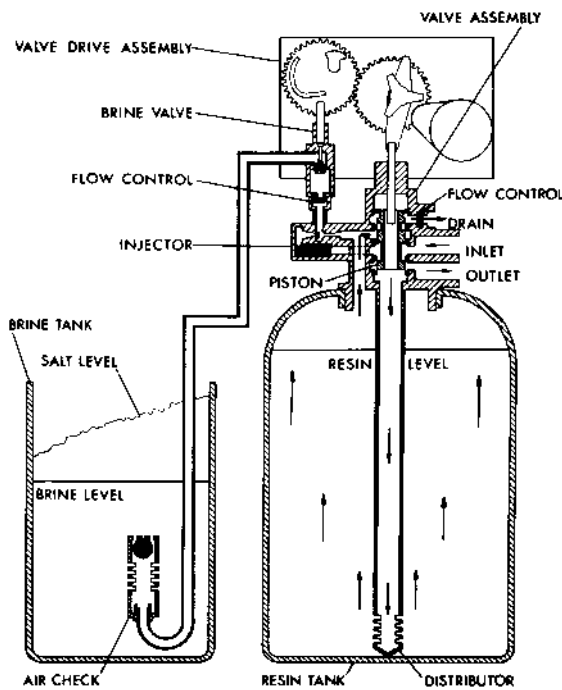 VALVE ASSEMBLY
VALVE DRIVE ASSEMBLY
BRINE VALVE
FLOW CONTROL
FLOW CONTROL
DRAIN
INJECTOR
INLET
PISTON
OUTLET
BRINE TANK
SALT LEVEL
RESIN LEVEL
BRINE LEVEL
AIR CHECK
RESIN TANK
DISTRIBUTOR